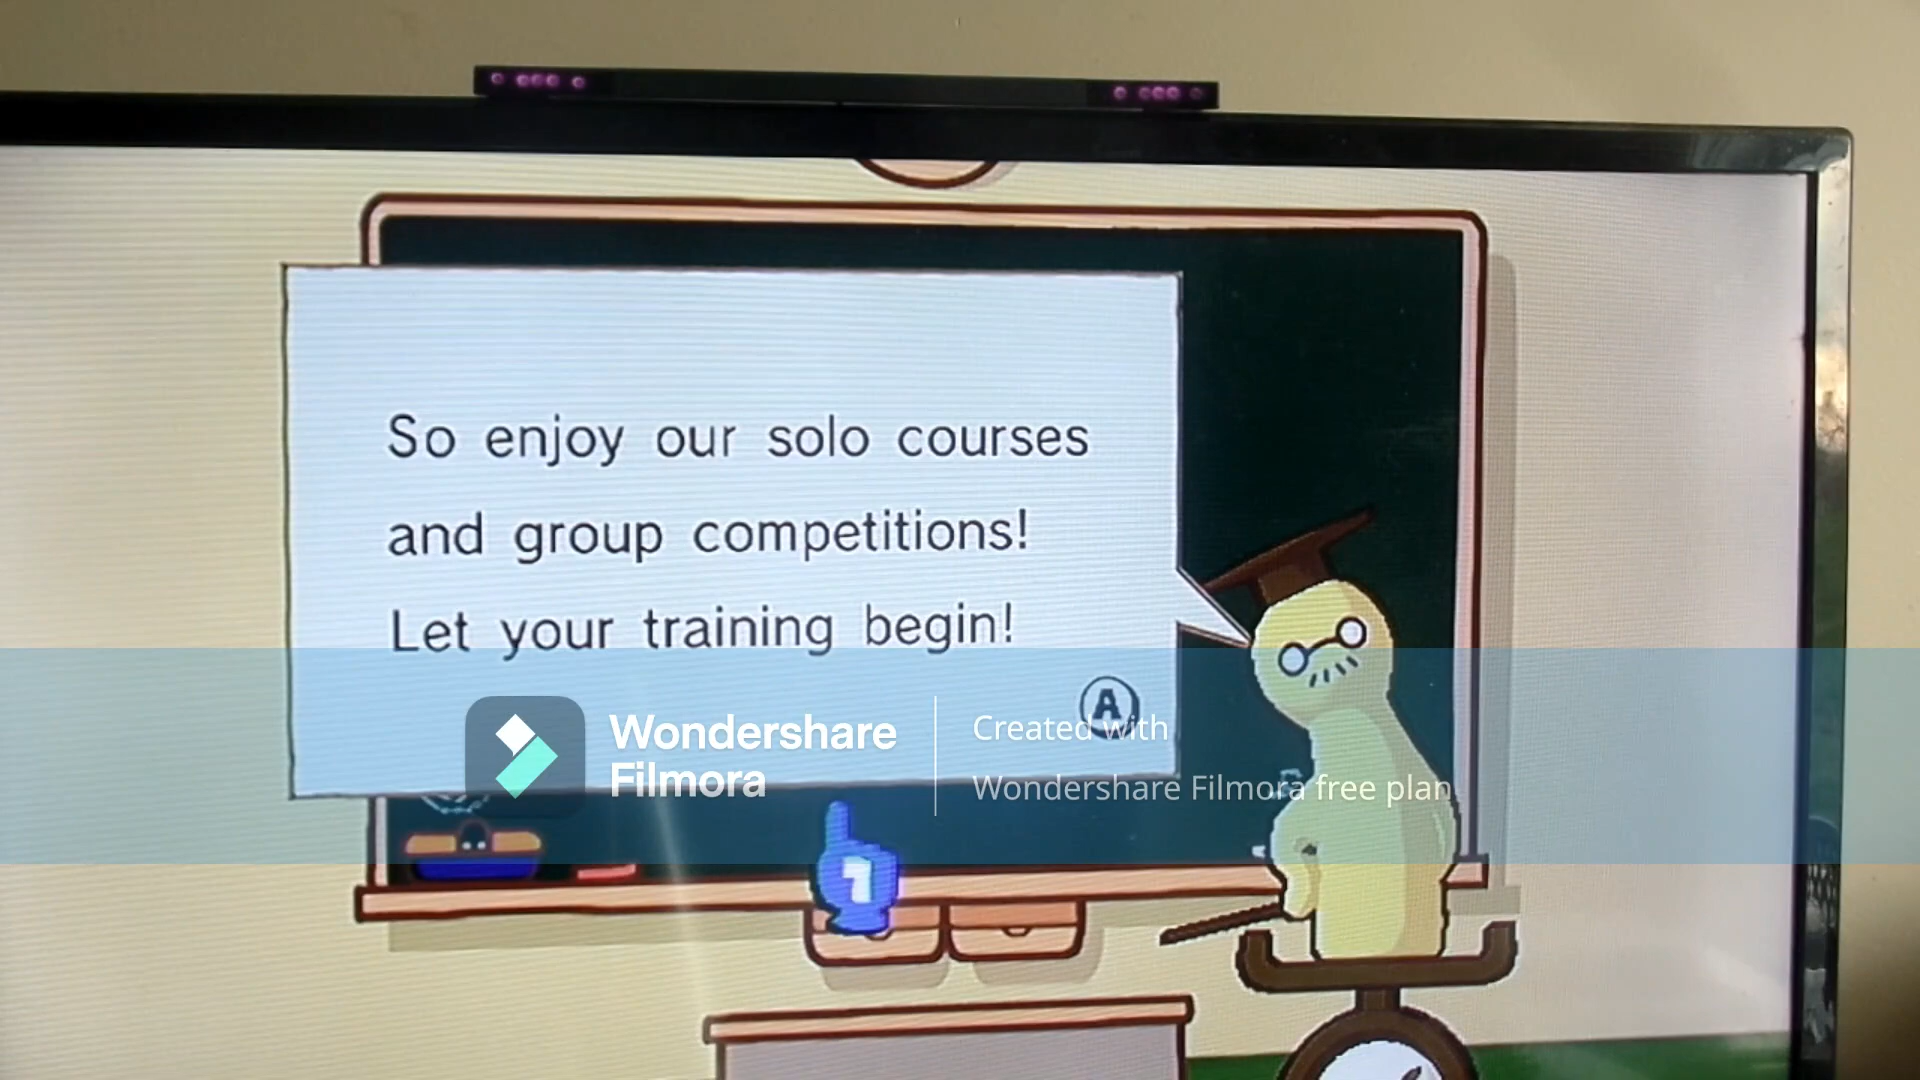 So enjoy our solo courses
and group competitions!
Let your training begin!
A
Wondershare
Filmora
Created with
Wondershare Filmora free plan